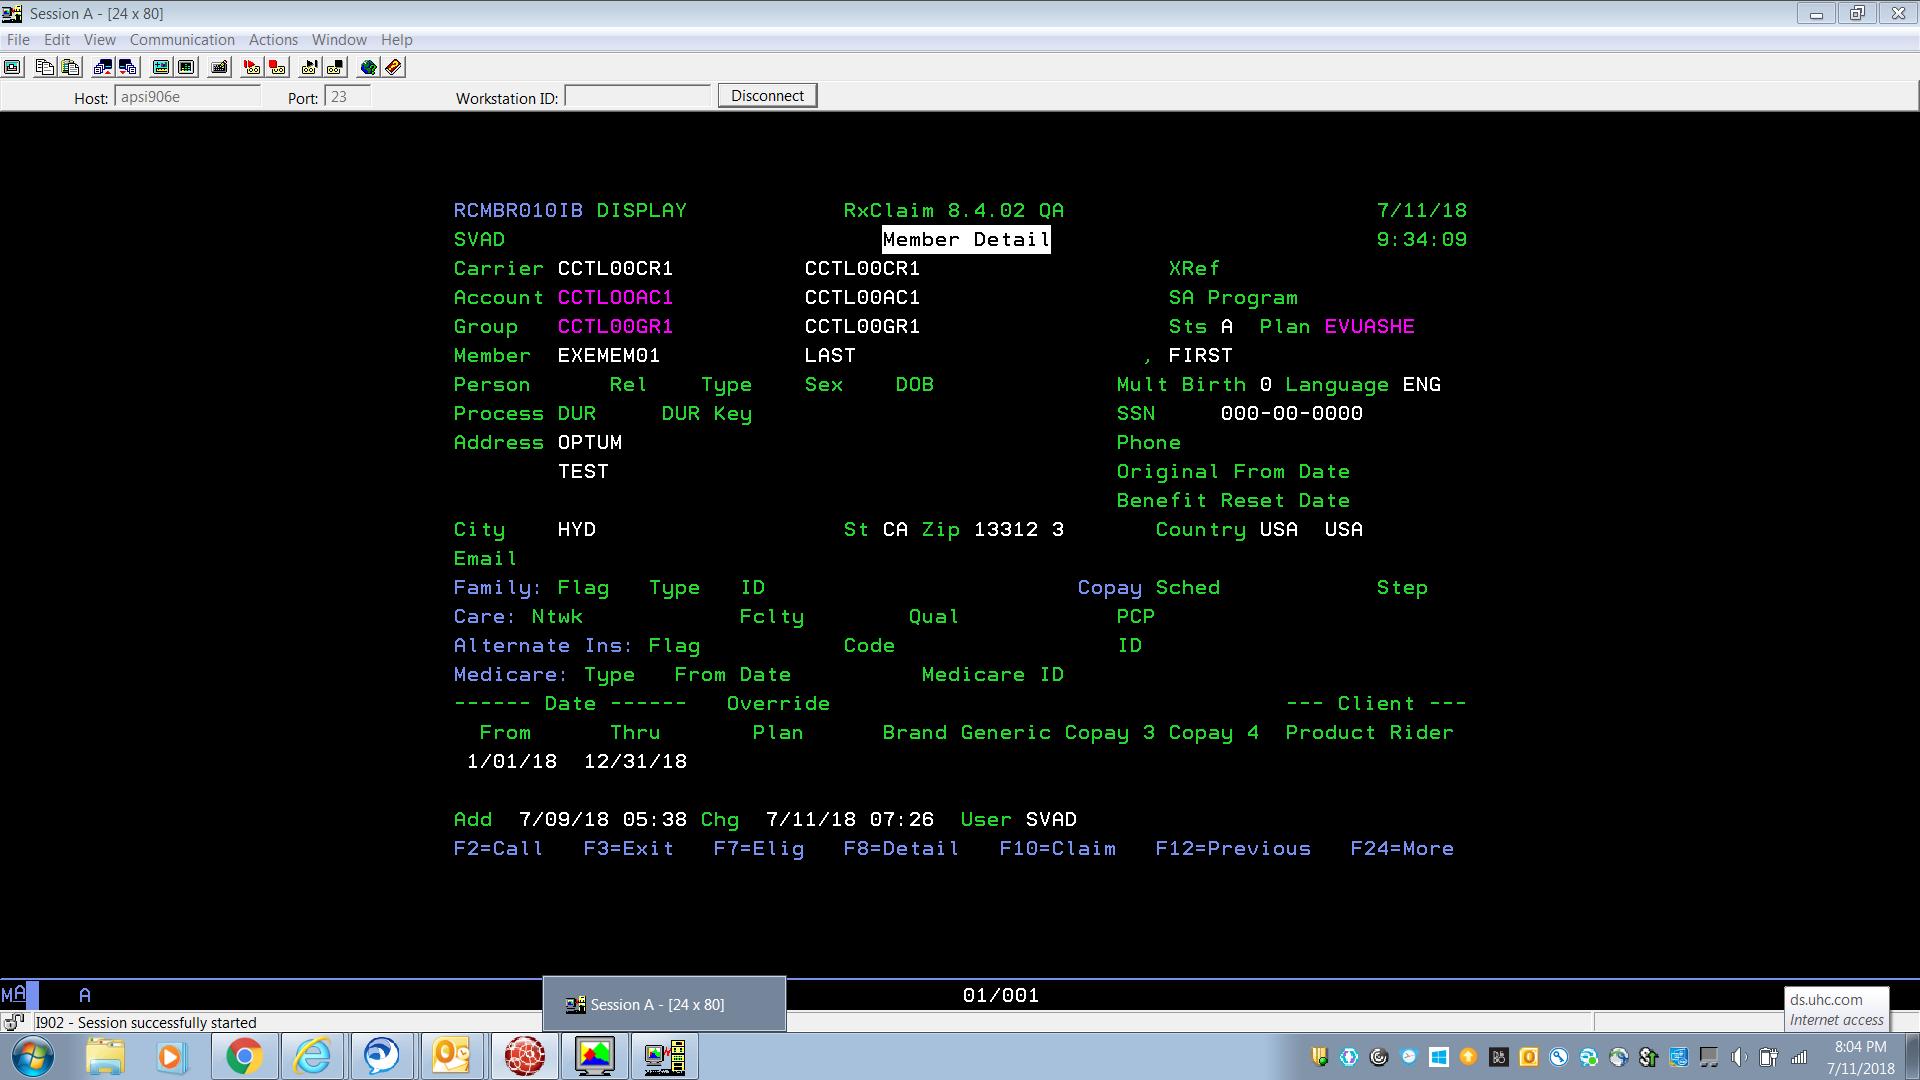 Session A - [24 x 80]
File Edit View Communication Actions Window Help
Host: apsi906e Port: 23 Workstation ID: Disconnect
RCMBR010IB DISPLAY RxClaim 8.4.02 QA 7/11/18
SVAD Member Detail 9:34:09
Carrier CCTL00CR1 CCTL00CR1 XRef
Account CCTL00AC1 CCTL00AC1 SA Program
Group CCTL00GR1 CCTL00GR1 Sts A Plan EVUASHE
Member EXEMEM01 LAST , FIRST
Person Rel Type Sex DOB Mult Birth 0 Language ENG
Process DUR DUR Key SSN 000-00-0000
Address OPTUM Phone
TEST Original From Date
Benefit Reset Date
City HYD St CA Zip 13312 3 Country USA USA
Email
Family: Flag Type ID Copay Sched Step
Care: Ntwk Fclty Qual PCP
Alternate Ins: Flag Code ID
Medicare: Type From Date Medicare ID
------ Date ------ Override --- Client ---
From Thru Plan Brand Generic Copay 3 Copay 4 Product Rider
1/01/18 12/31/18
Add 7/09/18 05:38 Chg 7/11/18 07:26 User SVAD
F2=Call F3=Exit F7=Elig F8=Detail F10=Claim F12=Previous F24=More
MA A 01/001
Session A - [24 x 80]
ds.uhc.com
Internet access
I902 - Session successfully started
8:04 PM
7/11/2018